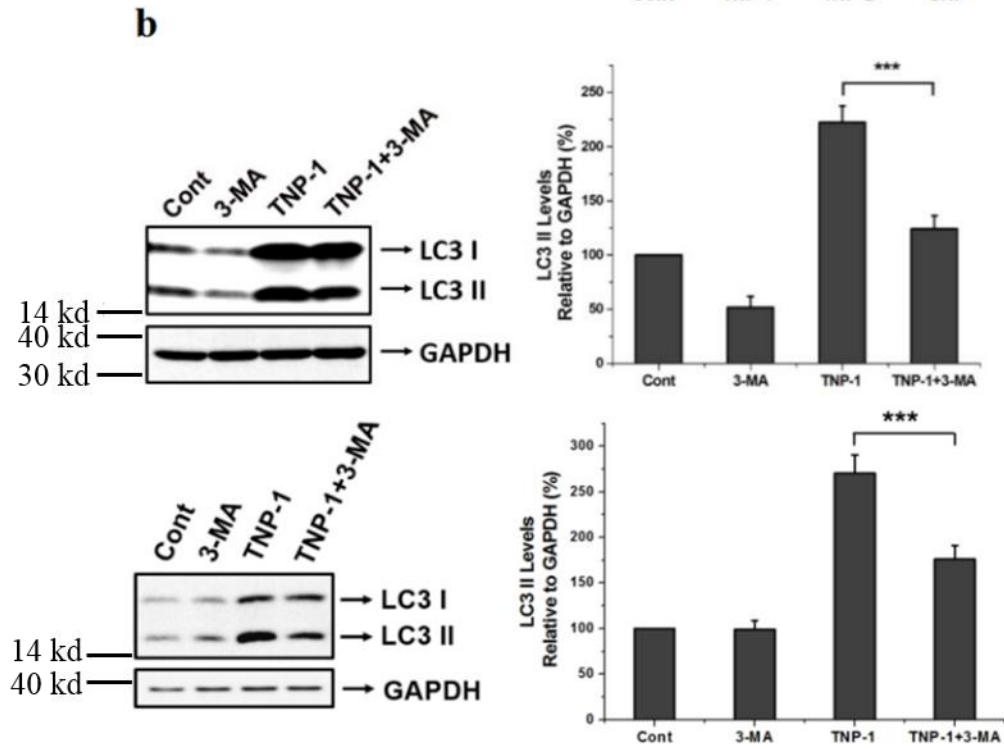 b
Cont
3-MA
TNP-1
TNP-1+3-MA
LC3 I
LC3 II
14 kd
40 kd
GAPDH
30 kd
LC3 II Levels
Relative to GAPDH (%)
250
200
150
100
50
0
***
Cont
3-MA
TNP-1
TNP-1+3-MA
Cont
3-MA
TNP-1
TNP-1+3-MA
LC3 I
LC3 II
14 kd
40 kd
GAPDH
LC3 II Levels
Relative to GAPDH (%)
300
250
200
150
100
50
0
***
Cont
3-MA
TNP-1
TNP-1+3-MA